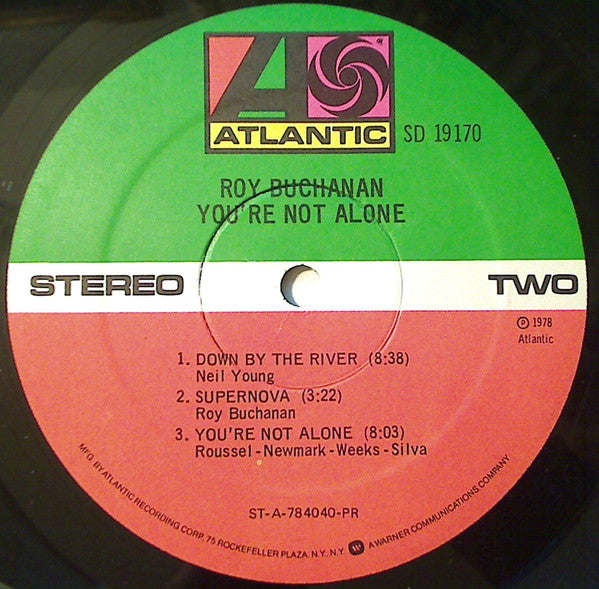 ATLANTIC
SD 19170
ROY BUCHANAN
YOU'RE NOT ALONE
STEREO
TWO
Ⓟ 1978
Atlantic
1. DOWN BY THE RIVER (8:38)
Neil Young
2. SUPERNOVA (3:22)
Roy Buchanan
3. YOU'RE NOT ALONE (8:03)
Roussel-Newmark-Weeks-Silva
ST-A-784040-PR
MFG. BY ATLANTIC RECORDING CORP. 75 ROCKEFELLER PLAZA. N.Y. N.Y. A WARNER COMMUNICATIONS COMPANY